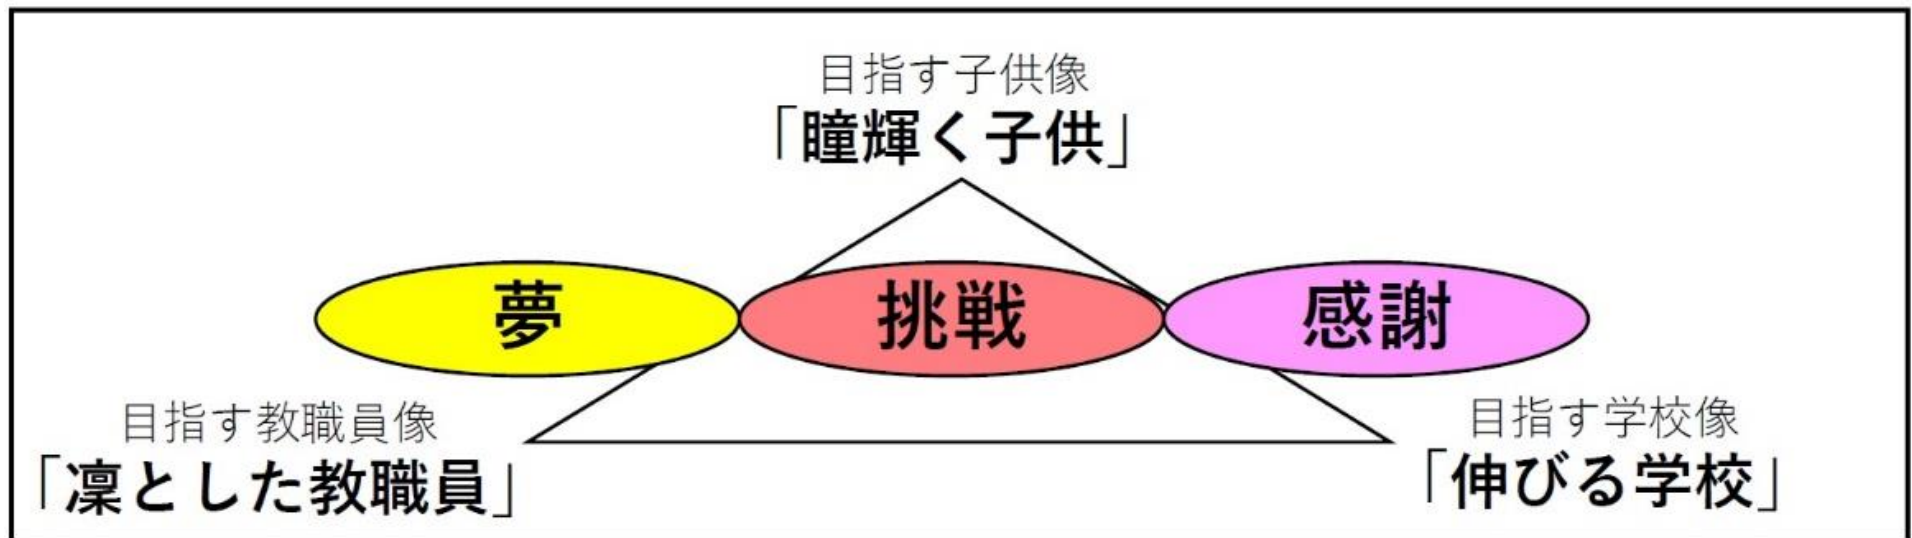 目指す子供像
「瞳輝く子供」
夢
挑戦
感謝
目指す教職員像
「凜とした教職員」
目指す学校像
「伸びる学校」